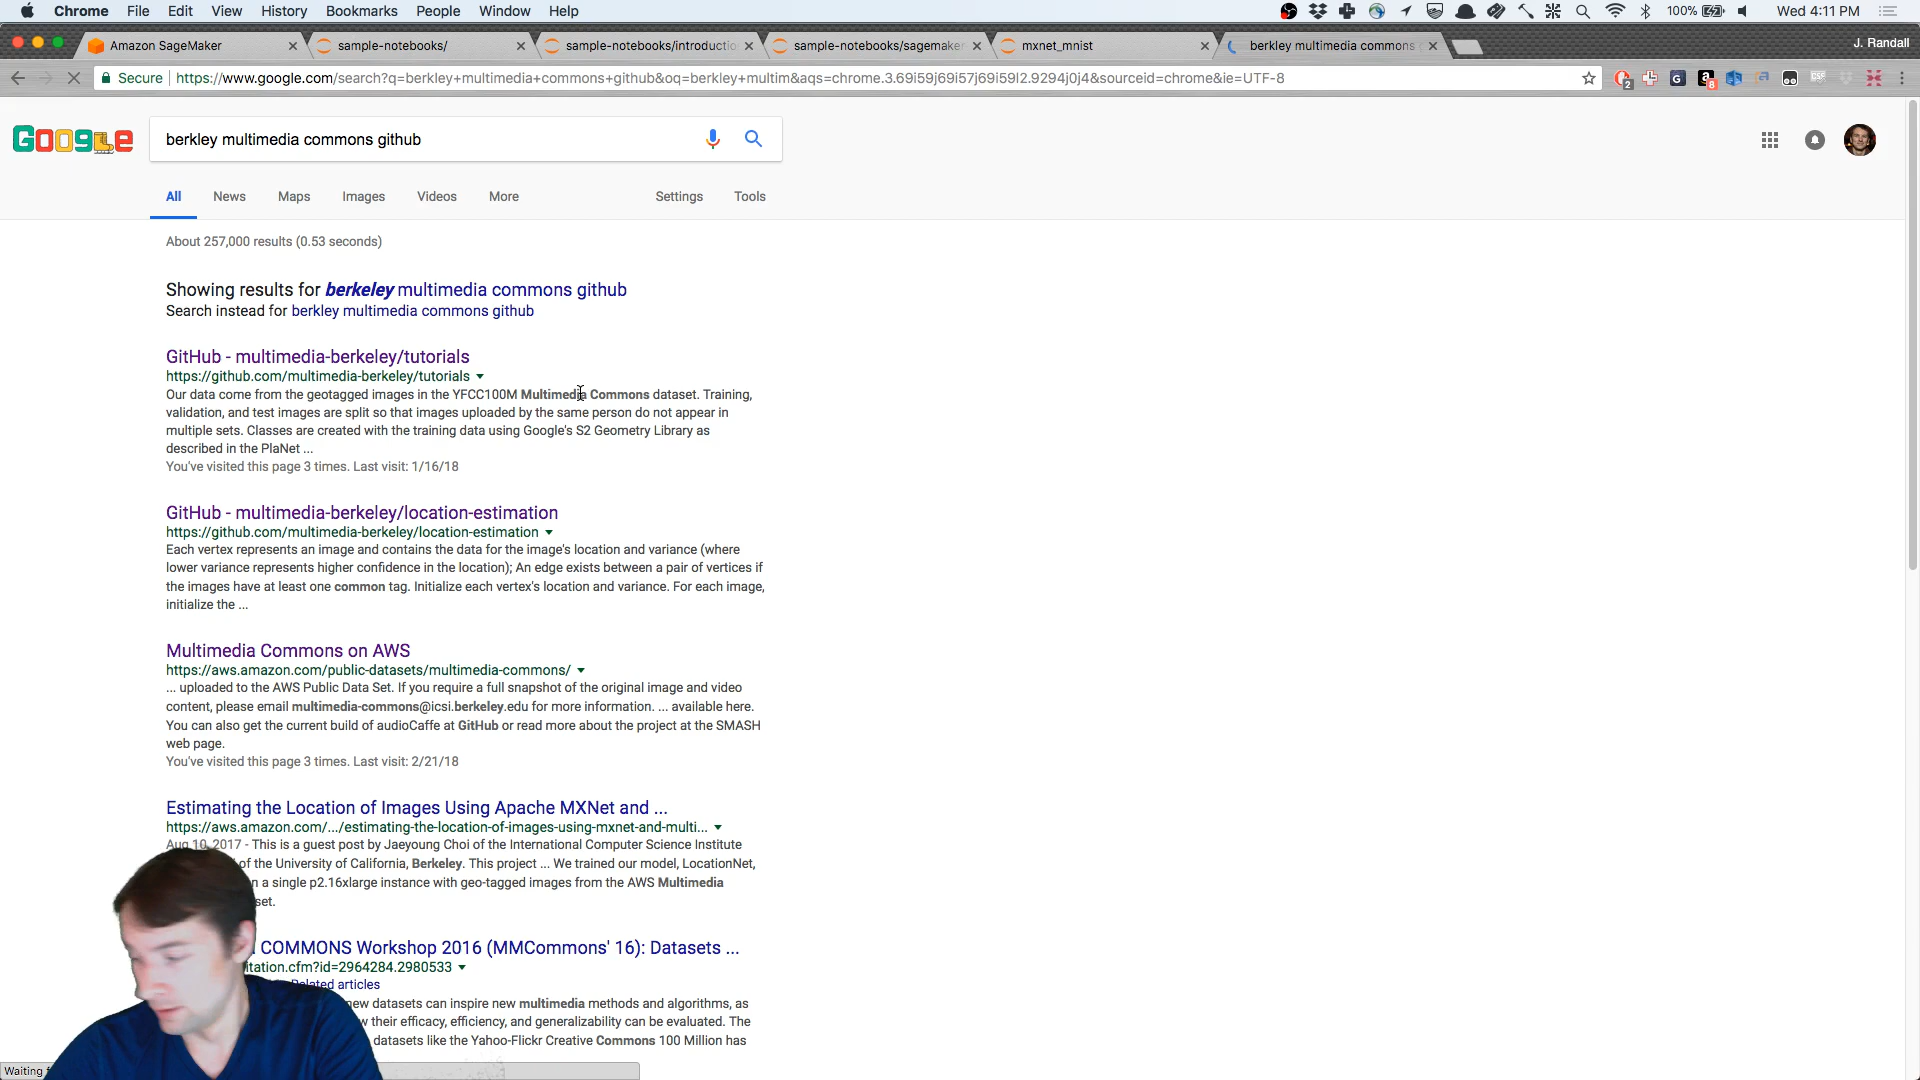 Chrome File Edit View History Bookmarks People Window Help 100% Wed 4:11 PM
Amazon SageMaker sample-notebooks/ sample-notebooks/introductio sample-notebooks/sagemaker mxnet_mnist berkley multimedia commons J. Randall
Secure https://www.google.com/search?q=berkley+multimedia+commons+github&oq=berkley+multim&aqs=chrome.3.69i59j69i57j69i59l2.9294j0j4&sourceid=chrome&ie=UTF-8
Google berkley multimedia commons github
All News Maps Images Videos More Settings Tools
About 257,000 results (0.53 seconds)
Showing results for berkeley multimedia commons github
Search instead for berkley multimedia commons github
GitHub - multimedia-berkeley/tutorials
https://github.com/multimedia-berkeley/tutorials
Our data come from the geotagged images in the YFCC100M Multimedia Commons dataset. Training,
validation, and test images are split so that images uploaded by the same person do not appear in
multiple sets. Classes are created with the training data using Google's S2 Geometry Library as
described in the PlaNet ...
You've visited this page 3 times. Last visit: 1/16/18
GitHub - multimedia-berkeley/location-estimation
https://github.com/multimedia-berkeley/location-estimation
Each vertex represents an image and contains the data for the image's location and variance (where
lower variance represents higher confidence in the location); An edge exists between a pair of vertices if
the images have at least one common tag. Initialize each vertex's location and variance. For each image,
initialize the ...
Multimedia Commons on AWS
https://aws.amazon.com/public-datasets/multimedia-commons/
... uploaded to the AWS Public Data Set. If you require a full snapshot of the original image and video
content, please email multimedia-commons@icsi.berkeley.edu for more information. ... available here.
You can also get the current build of audioCaffe at GitHub or read more about the project at the SMASH
web page.
You've visited this page 3 times. Last visit: 2/21/18
Estimating the Location of Images Using Apache MXNet and ...
https://aws.amazon.com/.../estimating-the-location-of-images-using-mxnet-and-multi...
Aug 10, 2017 - This is a guest post by Jaeyoung Choi of the International Computer Science Institute
of the University of California, Berkeley. This project ... We trained our model, LocationNet,
n a single p2.16xlarge instance with geo-tagged images from the AWS Multimedia
set.
COMMONS Workshop 2016 (MMCommons' 16): Datasets ...
itation.cfm?id=2964284.2980533
Related articles
new datasets can inspire new multimedia methods and algorithms, as
w their efficacy, efficiency, and generalizability can be evaluated. The
datasets like the Yahoo-Flickr Creative Commons 100 Million has
Waiting